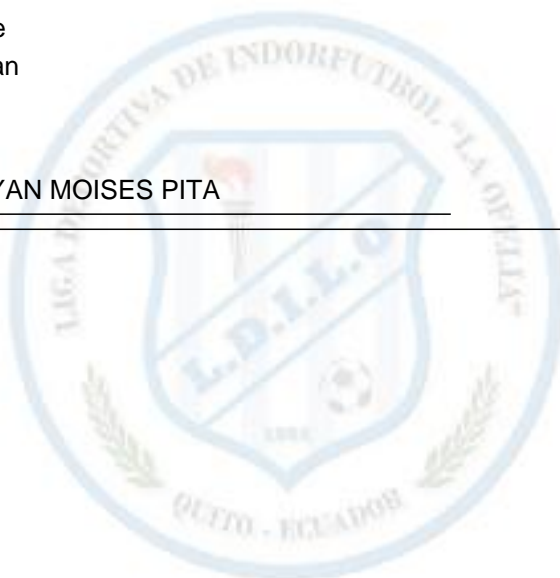 e
an
YAN MOISES PITA
LIGA DEPORTIVA DE INDORFUTBOL "LA OFELIA"
L.D.I.L.O
QUITO - ECUADOR